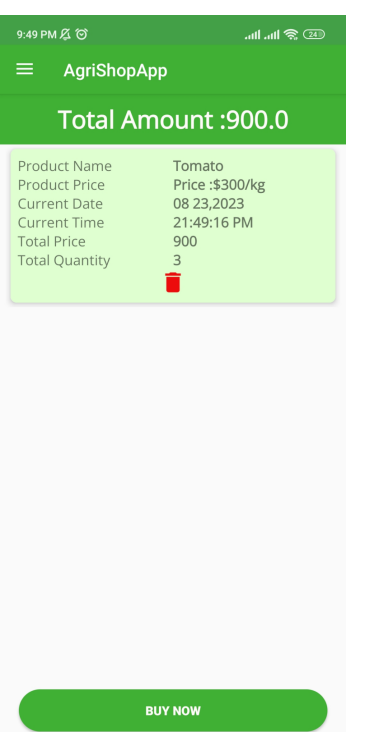 9:49 PM 24
AgriShopApp
Total Amount :900.0
Product Name Tomato
Product Price Price :$300/kg
Current Date 08 23,2023
Current Time 21:49:16 PM
Total Price 900
Total Quantity 3
BUY NOW